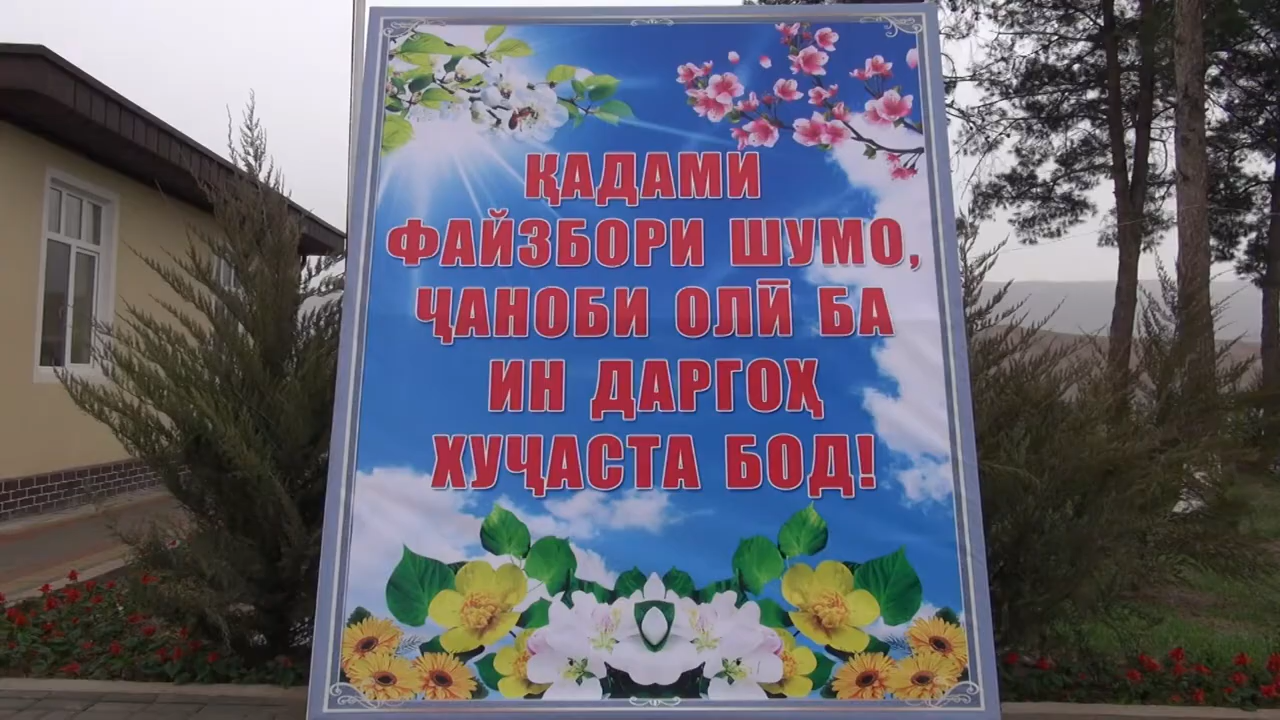 ҚАДАМИ
ФАЙЗБОРИ ШУМО,
ҶАНОБИ ОЛӢ БА
ИН ДАРГОҲ
ХУҶАСТА БОД!